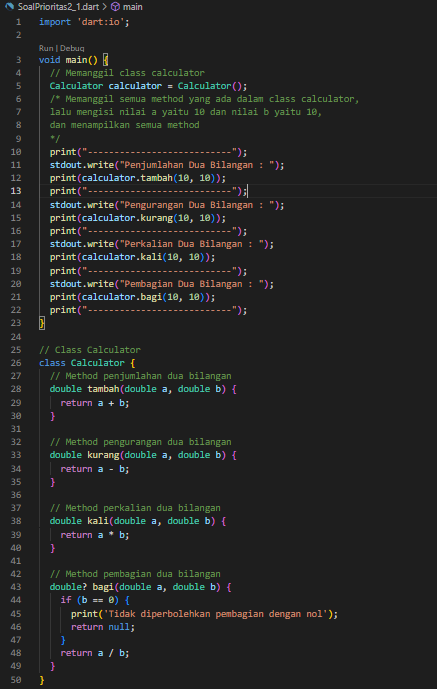 SoalPrioritas2_1.dart > main
1 import 'dart:io';
2
Run | Debug
3 void main() {
4 // Memanggil class calculator
5 Calculator calculator = Calculator();
6 /* Memanggil semua method yang ada dalam class calculator,
7 lalu mengisi nilai a yaitu 10 dan nilai b yaitu 10,
8 dan menampilkan semua method
9 */
10 print("---------------------------");
11 stdout.write("Penjumlahan Dua Bilangan : ");
12 print(calculator.tambah(10, 10));
13 print("---------------------------");
14 stdout.write("Pengurangan Dua Bilangan : ");
15 print(calculator.kurang(10, 10));
16 print("---------------------------");
17 stdout.write("Perkalian Dua Bilangan : ");
18 print(calculator.kali(10, 10));
19 print("---------------------------");
20 stdout.write("Pembagian Dua Bilangan : ");
21 print(calculator.bagi(10, 10));
22 print("---------------------------");
23 }
24
25 // Class Calculator
26 class Calculator {
27 // Method penjumlahan dua bilangan
28 double tambah(double a, double b) {
29 return a + b;
30 }
31
32 // Method pengurangan dua bilangan
33 double kurang(double a, double b) {
34 return a - b;
35 }
36
37 // Method perkalian dua bilangan
38 double kali(double a, double b) {
39 return a * b;
40 }
41
42 // Method pembagian dua bilangan
43 double? bagi(double a, double b) {
44 if (b == 0) {
45 print('Tidak diperbolehkan pembagian dengan nol');
46 return null;
47 }
48 return a / b;
49 }
50 }